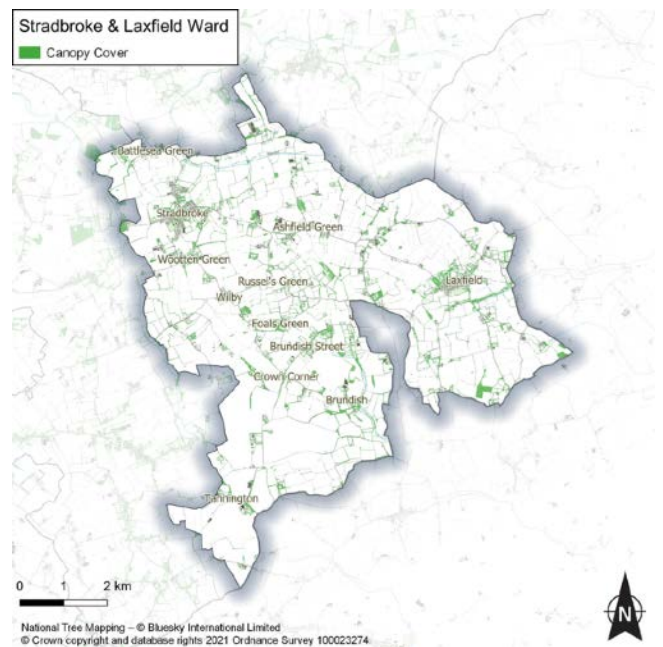 Stradbroke & Laxfield Ward
Canopy Cover
Battlesea Green
Stradbroke
Ashfield Green
Wootten Green
Laxfield
Russel's Green
Wilby
Foals Green
Brundish Street
Crown Corner
Brundish
Tannington
0 1 2 km
N
National Tree Mapping – © Bluesky International Limited
© Crown copyright and database rights 2021 Ordnance Survey 100023274